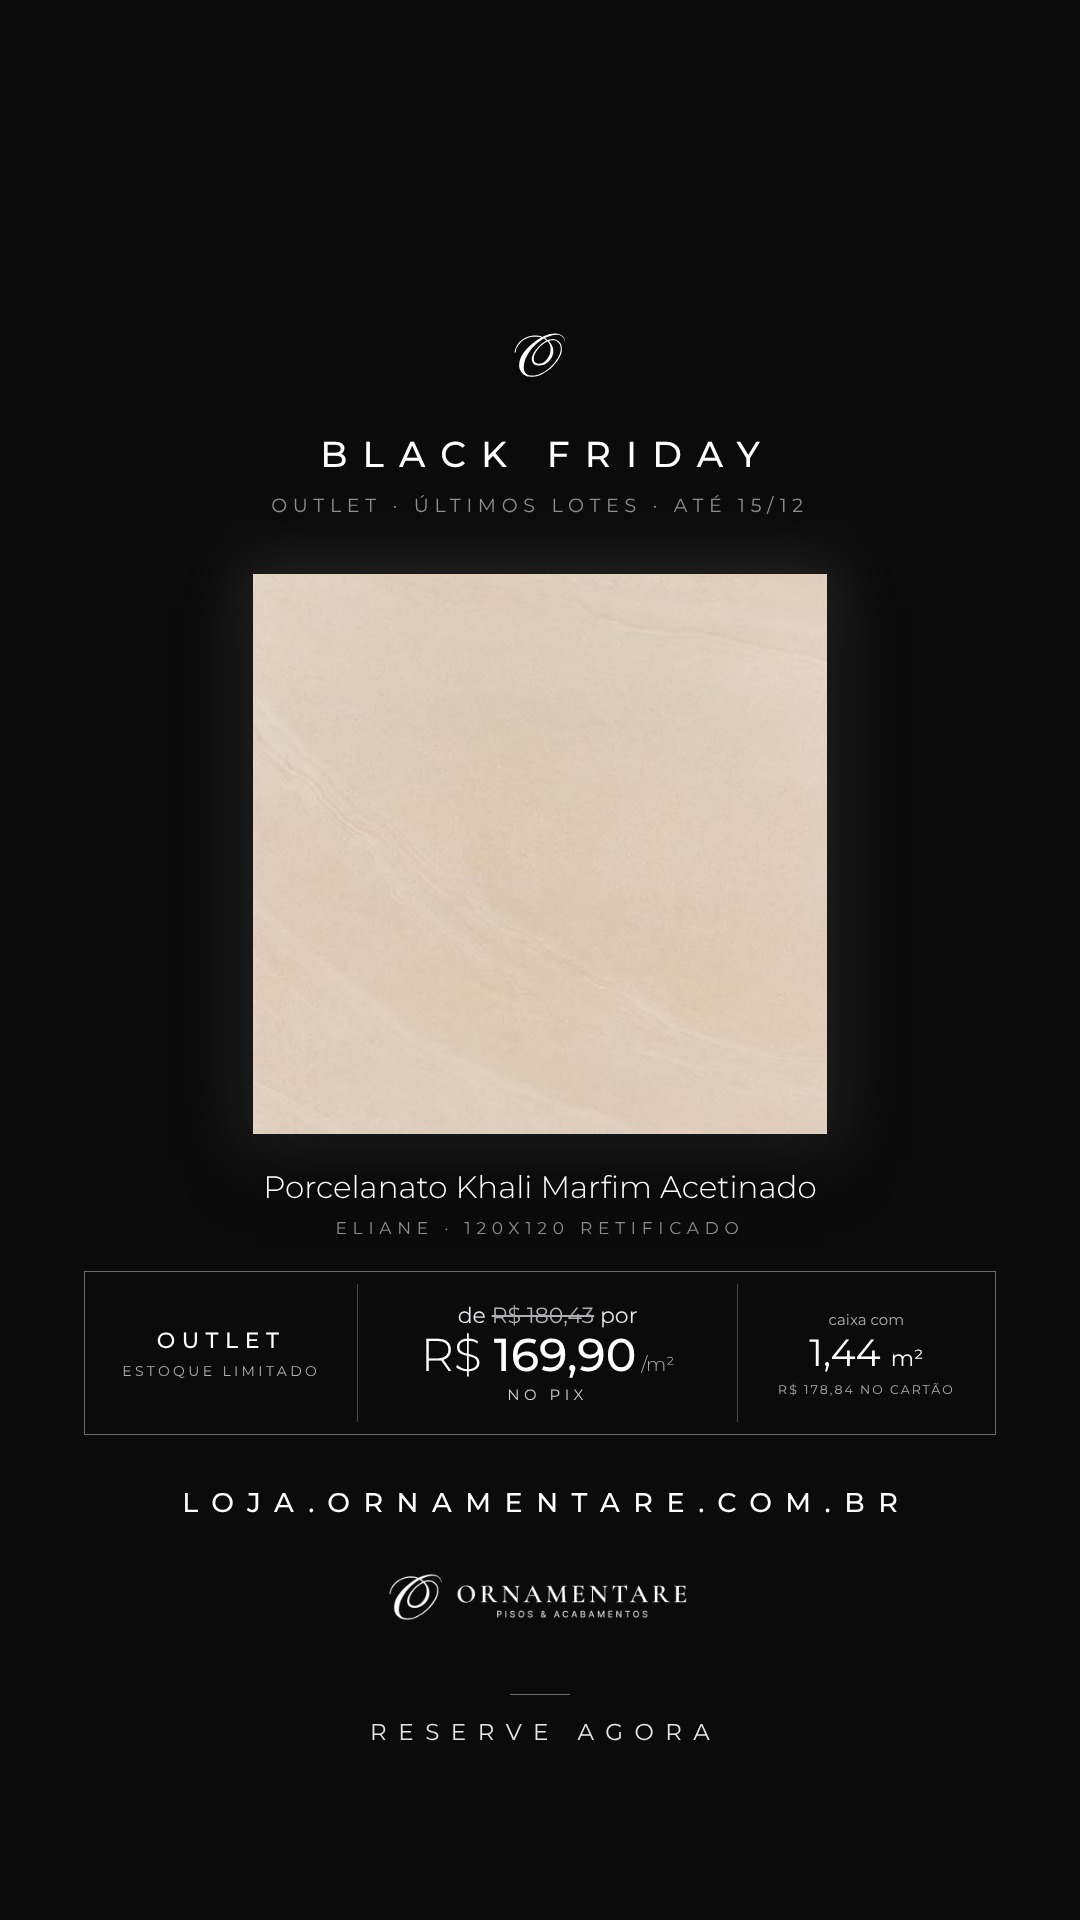 O
BLACK FRIDAY
OUTLET · ÚLTIMOS LOTES · ATÉ 15/12
Porcelanato Khali Marfim Acetinado
ELIANE · 120X120 RETIFICADO
OUTLET
ESTOQUE LIMITADO
de R$ 180,43 por
R$ 169,90 /m²
NO PIX
caixa com
1,44 m²
R$ 178,84 NO CARTÃO
LOJA.ORNAMENTARE.COM.BR
O ORNAMENTARE
PISOS & ACABAMENTOS
RESERVE AGORA